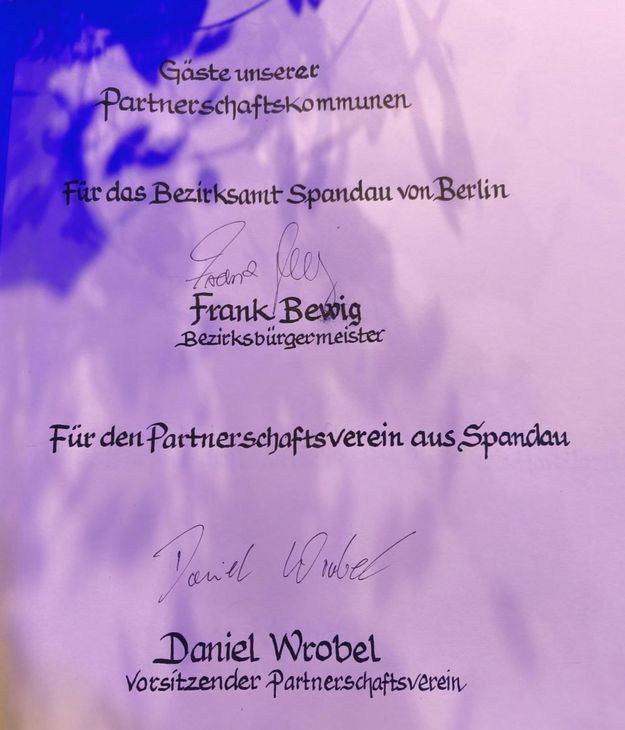 Gäste unserer
Partnerschaftskommunen
Für das Bezirksamt Spandau von Berlin
Frank Bewig
Bezirksbürgermeister
Für den Partnerschaftsverein aus Spandau
Daniel Wrobel
Daniel Wrobel
Vorsitzender Partnerschaftsverein